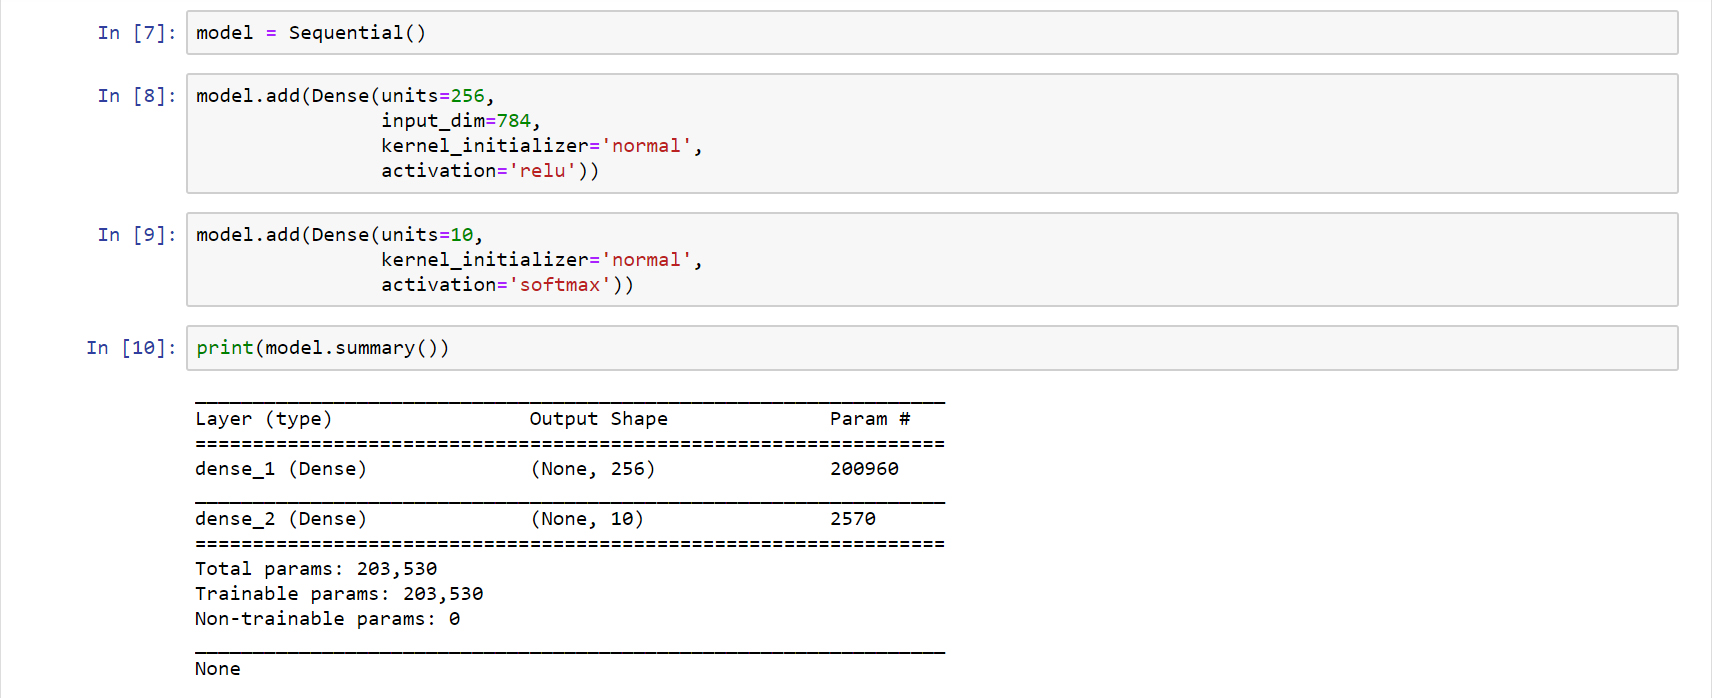 In [7]: model = Sequential()
In [8]: model.add(Dense(units=256,
input_dim=784,
kernel_initializer='normal',
activation='relu'))
In [9]: model.add(Dense(units=10,
kernel_initializer='normal',
activation='softmax'))
In [10]: print(model.summary())
_________________________________________________________________
Layer (type)                 Output Shape              Param #
=================================================================
dense_1 (Dense)              (None, 256)               200960
_________________________________________________________________
dense_2 (Dense)              (None, 10)                2570
=================================================================
Total params: 203,530
Trainable params: 203,530
Non-trainable params: 0
_________________________________________________________________
None